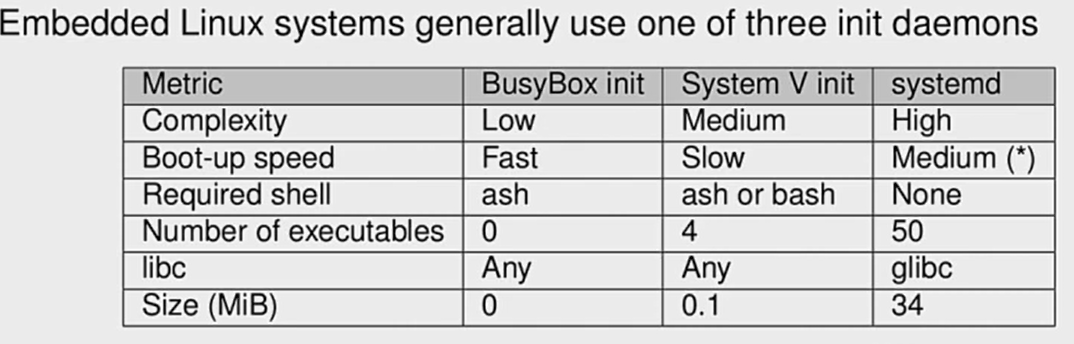 Embedded Linux systems generally use one of three init daemons
Metric BusyBox init System V init systemd
Complexity Low Medium High
Boot-up speed Fast Slow Medium (*)
Required shell ash ash or bash None
Number of executables 0 4 50
libc Any Any glibc
Size (MiB) 0 0.1 34